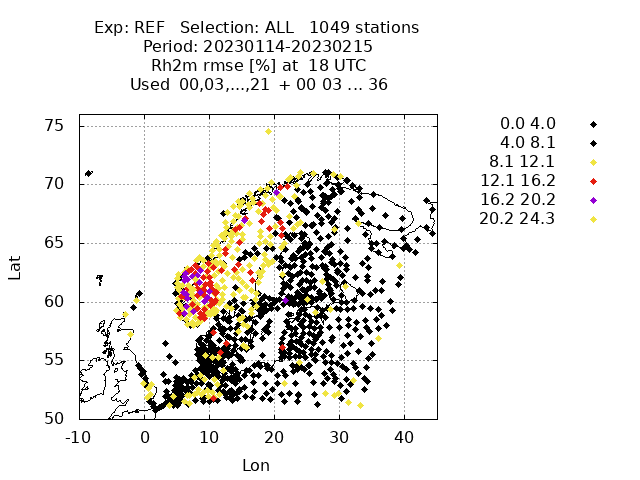 Exp: REF   Selection: ALL   1049 stations
Period: 20230114-20230215
Rh2m rmse [%] at  18 UTC
Used  00,03,...,21  + 00 03 ... 36
0.0 4.0
4.0 8.1
8.1 12.1
12.1 16.2
16.2 20.2
20.2 24.3
75
70
65
60
55
50
Lat
-10 0 10 20 30 40
Lon